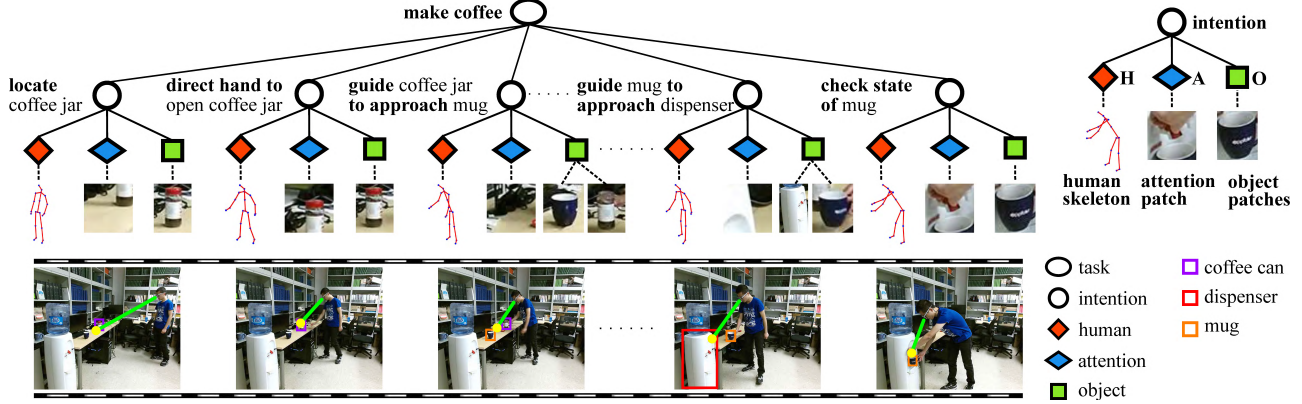 make coffee
intention
locate
coffee jar
direct hand to
open coffee jar
guide coffee jar
to approach mug
guide mug to
approach dispenser
check state
of mug
H
A
O
human
skeleton
attention
patch
object
patches
task
intention
human
attention
object
coffee can
dispenser
mug